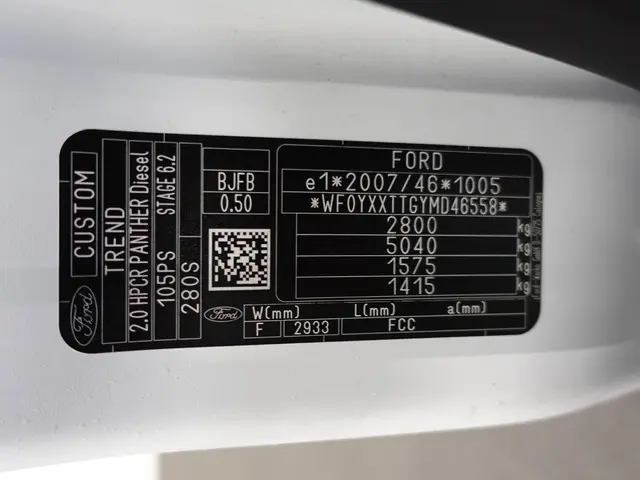 CUSTOM
TREND
2.0 HPCR PANTHER Diesel
105PS STAGE 6.2
280S
Ford
BJFB
0.50
FORD
e1*2007/46*1005
*WF0YXXTTGYMD46558*
2800 kg
5040 kg
1575 kg
1415 kg
Ford
W(mm) L(mm) a(mm)
F 2933 FCC